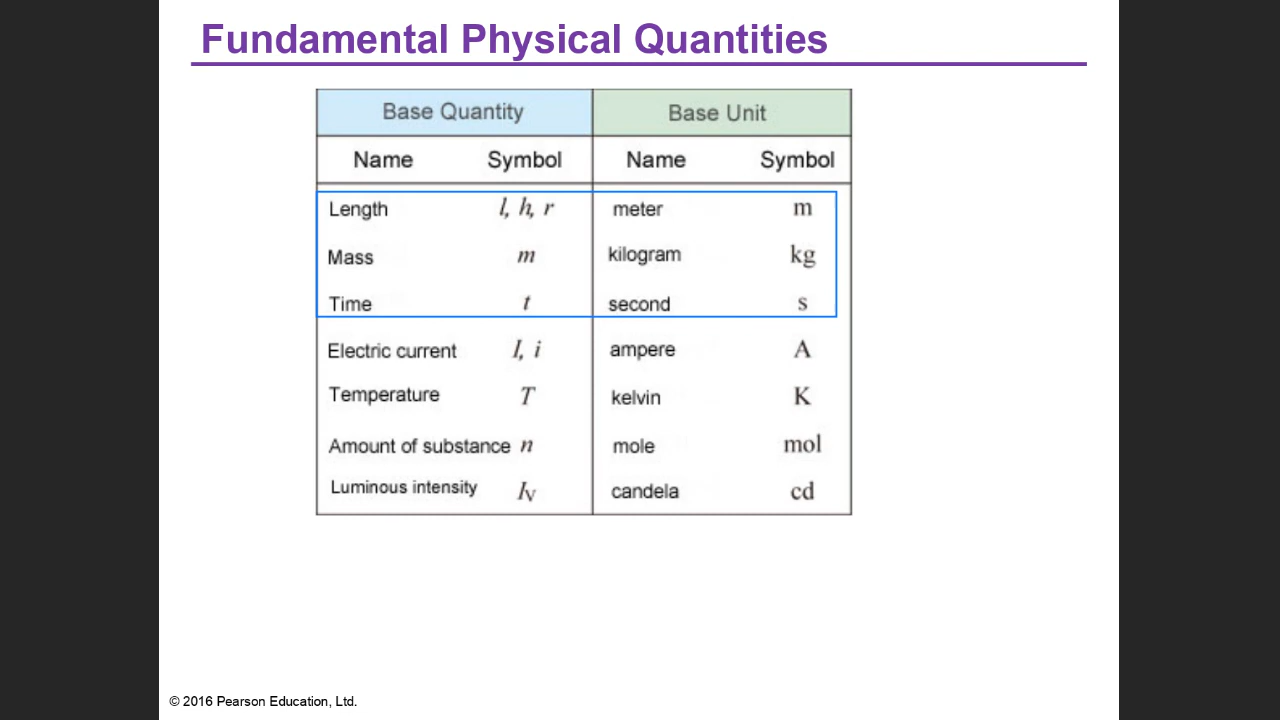 Fundamental Physical Quantities
Base Quantity Base Unit
Name Symbol Name Symbol
Length l, h, r meter m
Mass m kilogram kg
Time t second s
Electric current I, i ampere A
Temperature T kelvin K
Amount of substance n mole mol
Luminous intensity Iv candela cd
© 2016 Pearson Education, Ltd.